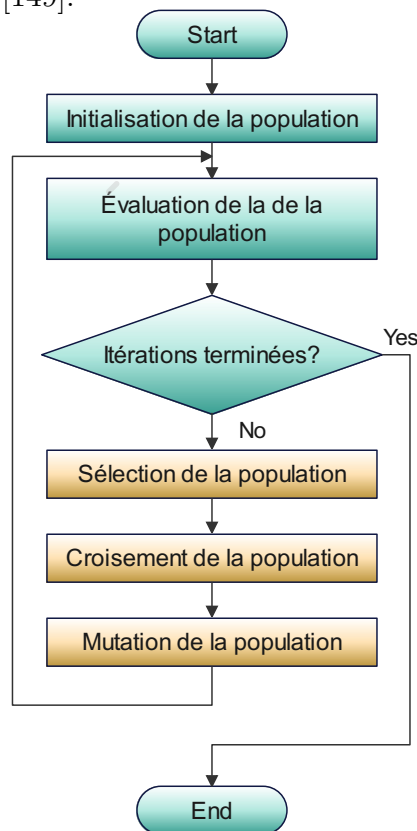 [149].
Start
Initialisation de la population
Évaluation de la de la
population
Itérations terminées?
Yes
No
Sélection de la population
Croisement de la population
Mutation de la population
End